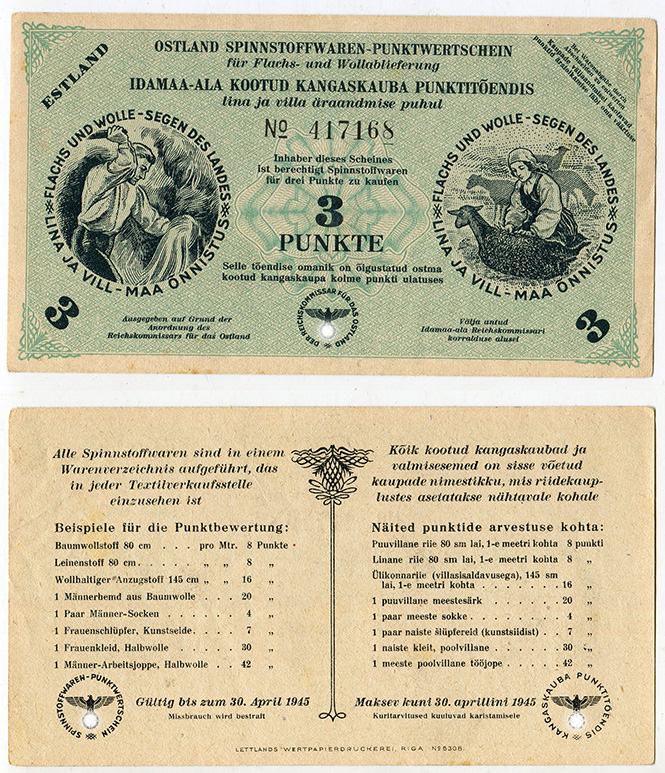 ESTLAND
OSTLAND SPINNSTOFFWAREN-PUNKTWERTSCHEIN
für Flachs- und Wollablieferung
IDAMAA-ALA KOOTUD KANGASKAUBA PUNKTITÕENDIS
lina ja villa äraandmise puhul
Bei Warenabgabe durch
Abschneiden zu entwerten
Kaupade väljaandmisel
punktitõendis
№ 417168
FLACHS UND WOLLE - SEGEN DES LANDES
LINA JA VILL - MAA ÕNNISTUS
Inhaber dieses Scheines
ist berechtigt Spinnstoffwaren
für drei Punkte zu kaufen
3
PUNKTE
Selle tõendise omanik on õigustatud ostma
kootud kangaskaupa kolme punkti ulatuses
FLACHS UND WOLLE - SEGEN DES LANDES
LINA JA VILL - MAA ÕNNISTUS
3
Ausgegeben auf Grund der
Anordnung des
Reichskommissars für das Ostland
DER REICHSKOMMISSAR FÜR DAS OSTLAND
Välja antud
Idamaa-ala Reichskommissari
korralduse alusel
3
Alle Spinnstoffwaren sind in einem
Warenverzeichnis aufgeführt, das
in jeder Textilverkaufsstelle
einzusehen ist
Beispiele für die Punktbewertung:
Baumwollstoff 80 cm . . . . pro Mtr. 8 Punkte
Leinenstoff 80 cm . . . . . „ „ 8 „
Wollhaltiger Anzugstoff 145 cm „ „ 16 „
1 Männerhemd aus Baumwolle . . . 20 „
1 Paar Männer-Socken . . . . . 4 „
1 Frauenschlüpfer, Kunstseide . . . . 7 „
1 Frauenkleid, Halbwolle . . . . . 30 „
1 Männer-Arbeitsjoppe, Halbwolle . . . 42 „
SPINNSTOFFWAREN-PUNKTWERTSCHEIN
Gültig bis zum 30. April 1945
Missbrauch wird bestraft
Kõik kootud kangaskaubad ja
valmisesemed on sisse võetud
kaupade nimestikku, mis riidekaup-
lustes asetatakse nähtavale kohale
Näited punktide arvestuse kohta:
Puuvillane riie 80 sm lai, 1-e meetri kohta 8 punkti
Linane riie 80 sm lai, 1-e meetri kohta 8 „
Ülikonnariie (villasisaldavusega), 145 sm
lai, 1-e meetri kohta . . . . . . . 16 „
1 puuvillane meestesärk . . . . . 20 „
1 paar meeste sokke . . . . . . 4 „
1 paar naiste šlüpfereid (kunstsiidist) . . 7 „
1 naiste kleit, poolvillane . . . . . 30 „
1 meeste poolvillane tööjope . . . . . 42 „
Maksev kuni 30. aprillini 1945
Kuritarvitused kuuluvad karistamisele
KANGASKAUBA PUNKTITÕENDIS
LETTLANDS WERTPAPIERDRUCKEREI, RIGA № 5308.